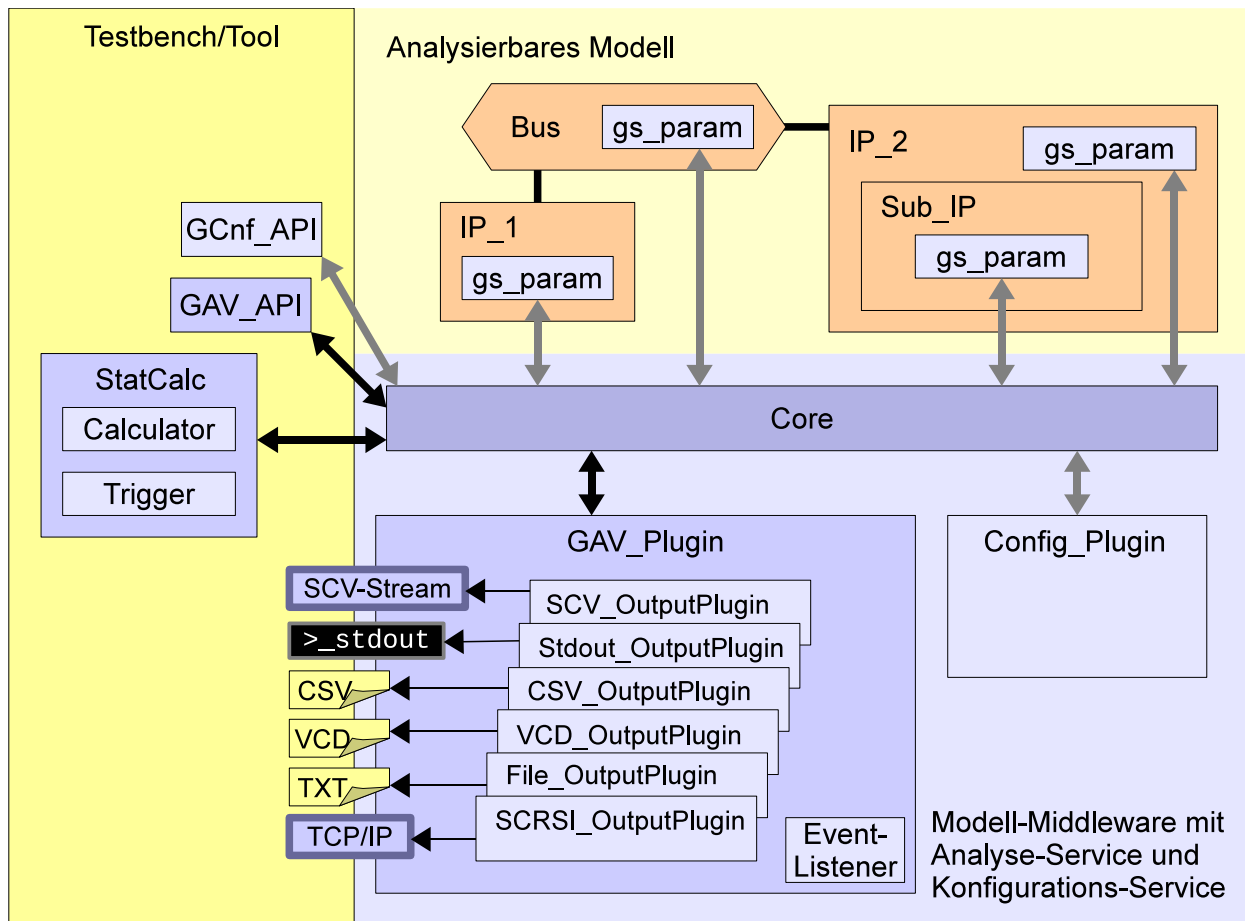 Testbench/Tool
Analysierbares Modell
Bus
gs_param
IP_2
gs_param
Sub_IP
gs_param
IP_1
gs_param
GCnf_API
GAV_API
StatCalc
Calculator
Trigger
Core
GAV_Plugin
Config_Plugin
SCV-Stream
SCV_OutputPlugin
>_stdout
Stdout_OutputPlugin
CSV
CSV_OutputPlugin
VCD
VCD_OutputPlugin
TXT
File_OutputPlugin
TCP/IP
SCRSI_OutputPlugin
Event-
Listener
Modell-Middleware mit
Analyse-Service und
Konfigurations-Service